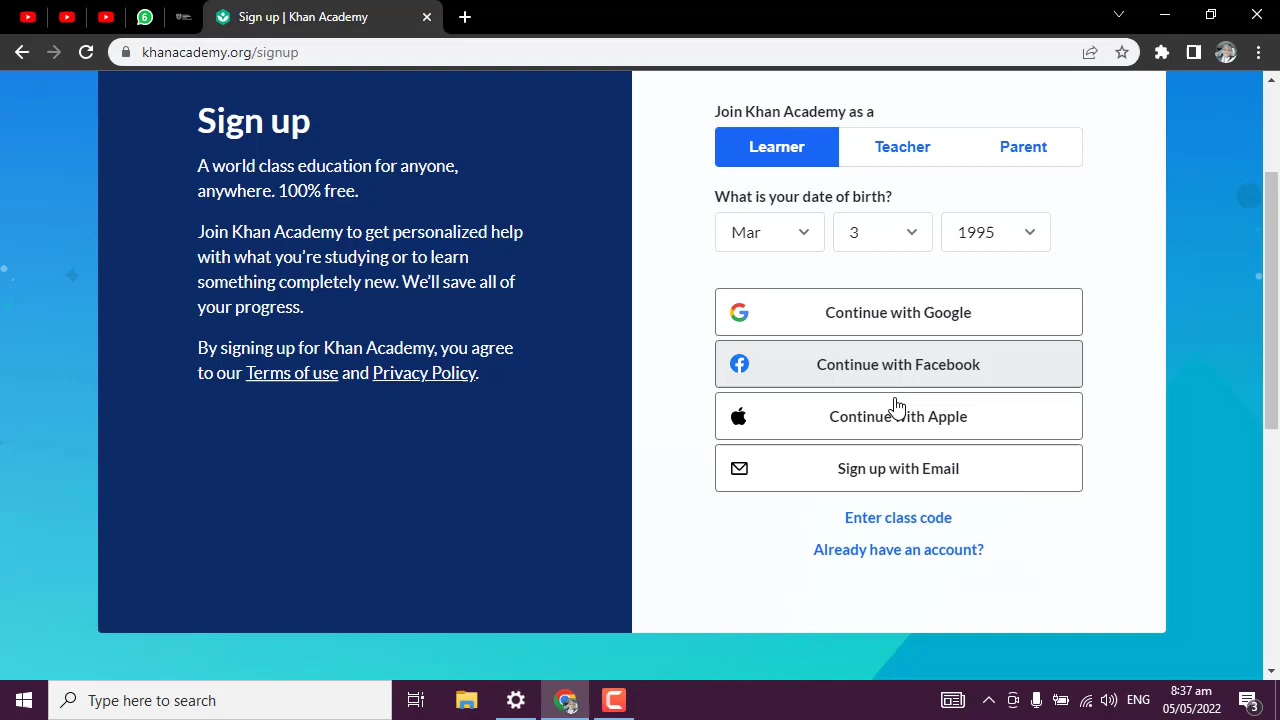 6
Sign up | Khan Academy
khanacademy.org/signup
Sign up
A world class education for anyone,
anywhere. 100% free.
Join Khan Academy to get personalized help
with what you're studying or to learn
something completely new. We'll save all of
your progress.
By signing up for Khan Academy, you agree
to our Terms of use and Privacy Policy.
Join Khan Academy as a
Learner Teacher Parent
What is your date of birth?
Mar 3 1995
Continue with Google
Continue with Facebook
Continue with Apple
Sign up with Email
Enter class code
Already have an account?
Type here to search
ENG
8:37 am
05/05/2022
3